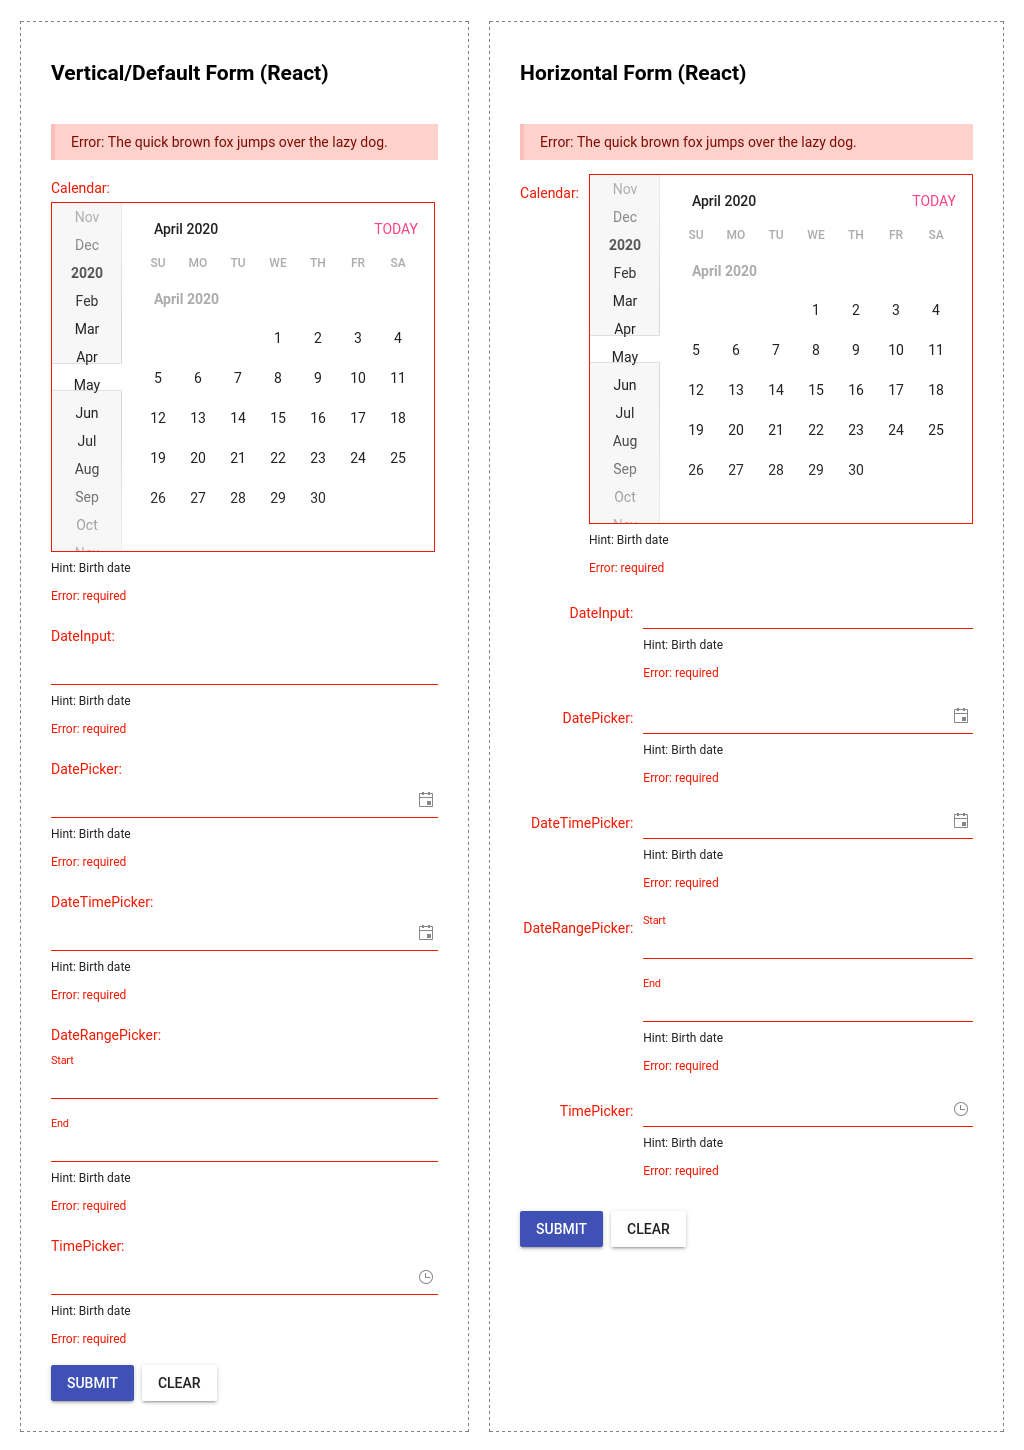 Vertical/Default Form (React)
Error: The quick brown fox jumps over the lazy dog.
Calendar:
Nov
Dec
2020
Feb
Mar
Apr
May
Jun
Jul
Aug
Sep
Oct
Nov
April 2020 TODAY
SU MO TU WE TH FR SA
April 2020
1 2 3 4
5 6 7 8 9 10 11
12 13 14 15 16 17 18
19 20 21 22 23 24 25
26 27 28 29 30
Hint: Birth date
Error: required
DateInput:
Hint: Birth date
Error: required
DatePicker:
Hint: Birth date
Error: required
DateTimePicker:
Hint: Birth date
Error: required
DateRangePicker:
Start
End
Hint: Birth date
Error: required
TimePicker:
Hint: Birth date
Error: required
SUBMIT CLEAR
Horizontal Form (React)
Error: The quick brown fox jumps over the lazy dog.
Calendar:
Nov
Dec
2020
Feb
Mar
Apr
May
Jun
Jul
Aug
Sep
Oct
Nov
April 2020 TODAY
SU MO TU WE TH FR SA
April 2020
1 2 3 4
5 6 7 8 9 10 11
12 13 14 15 16 17 18
19 20 21 22 23 24 25
26 27 28 29 30
Hint: Birth date
Error: required
DateInput:
Hint: Birth date
Error: required
DatePicker:
Hint: Birth date
Error: required
DateTimePicker:
Hint: Birth date
Error: required
DateRangePicker:
Start
End
Hint: Birth date
Error: required
TimePicker:
Hint: Birth date
Error: required
SUBMIT CLEAR